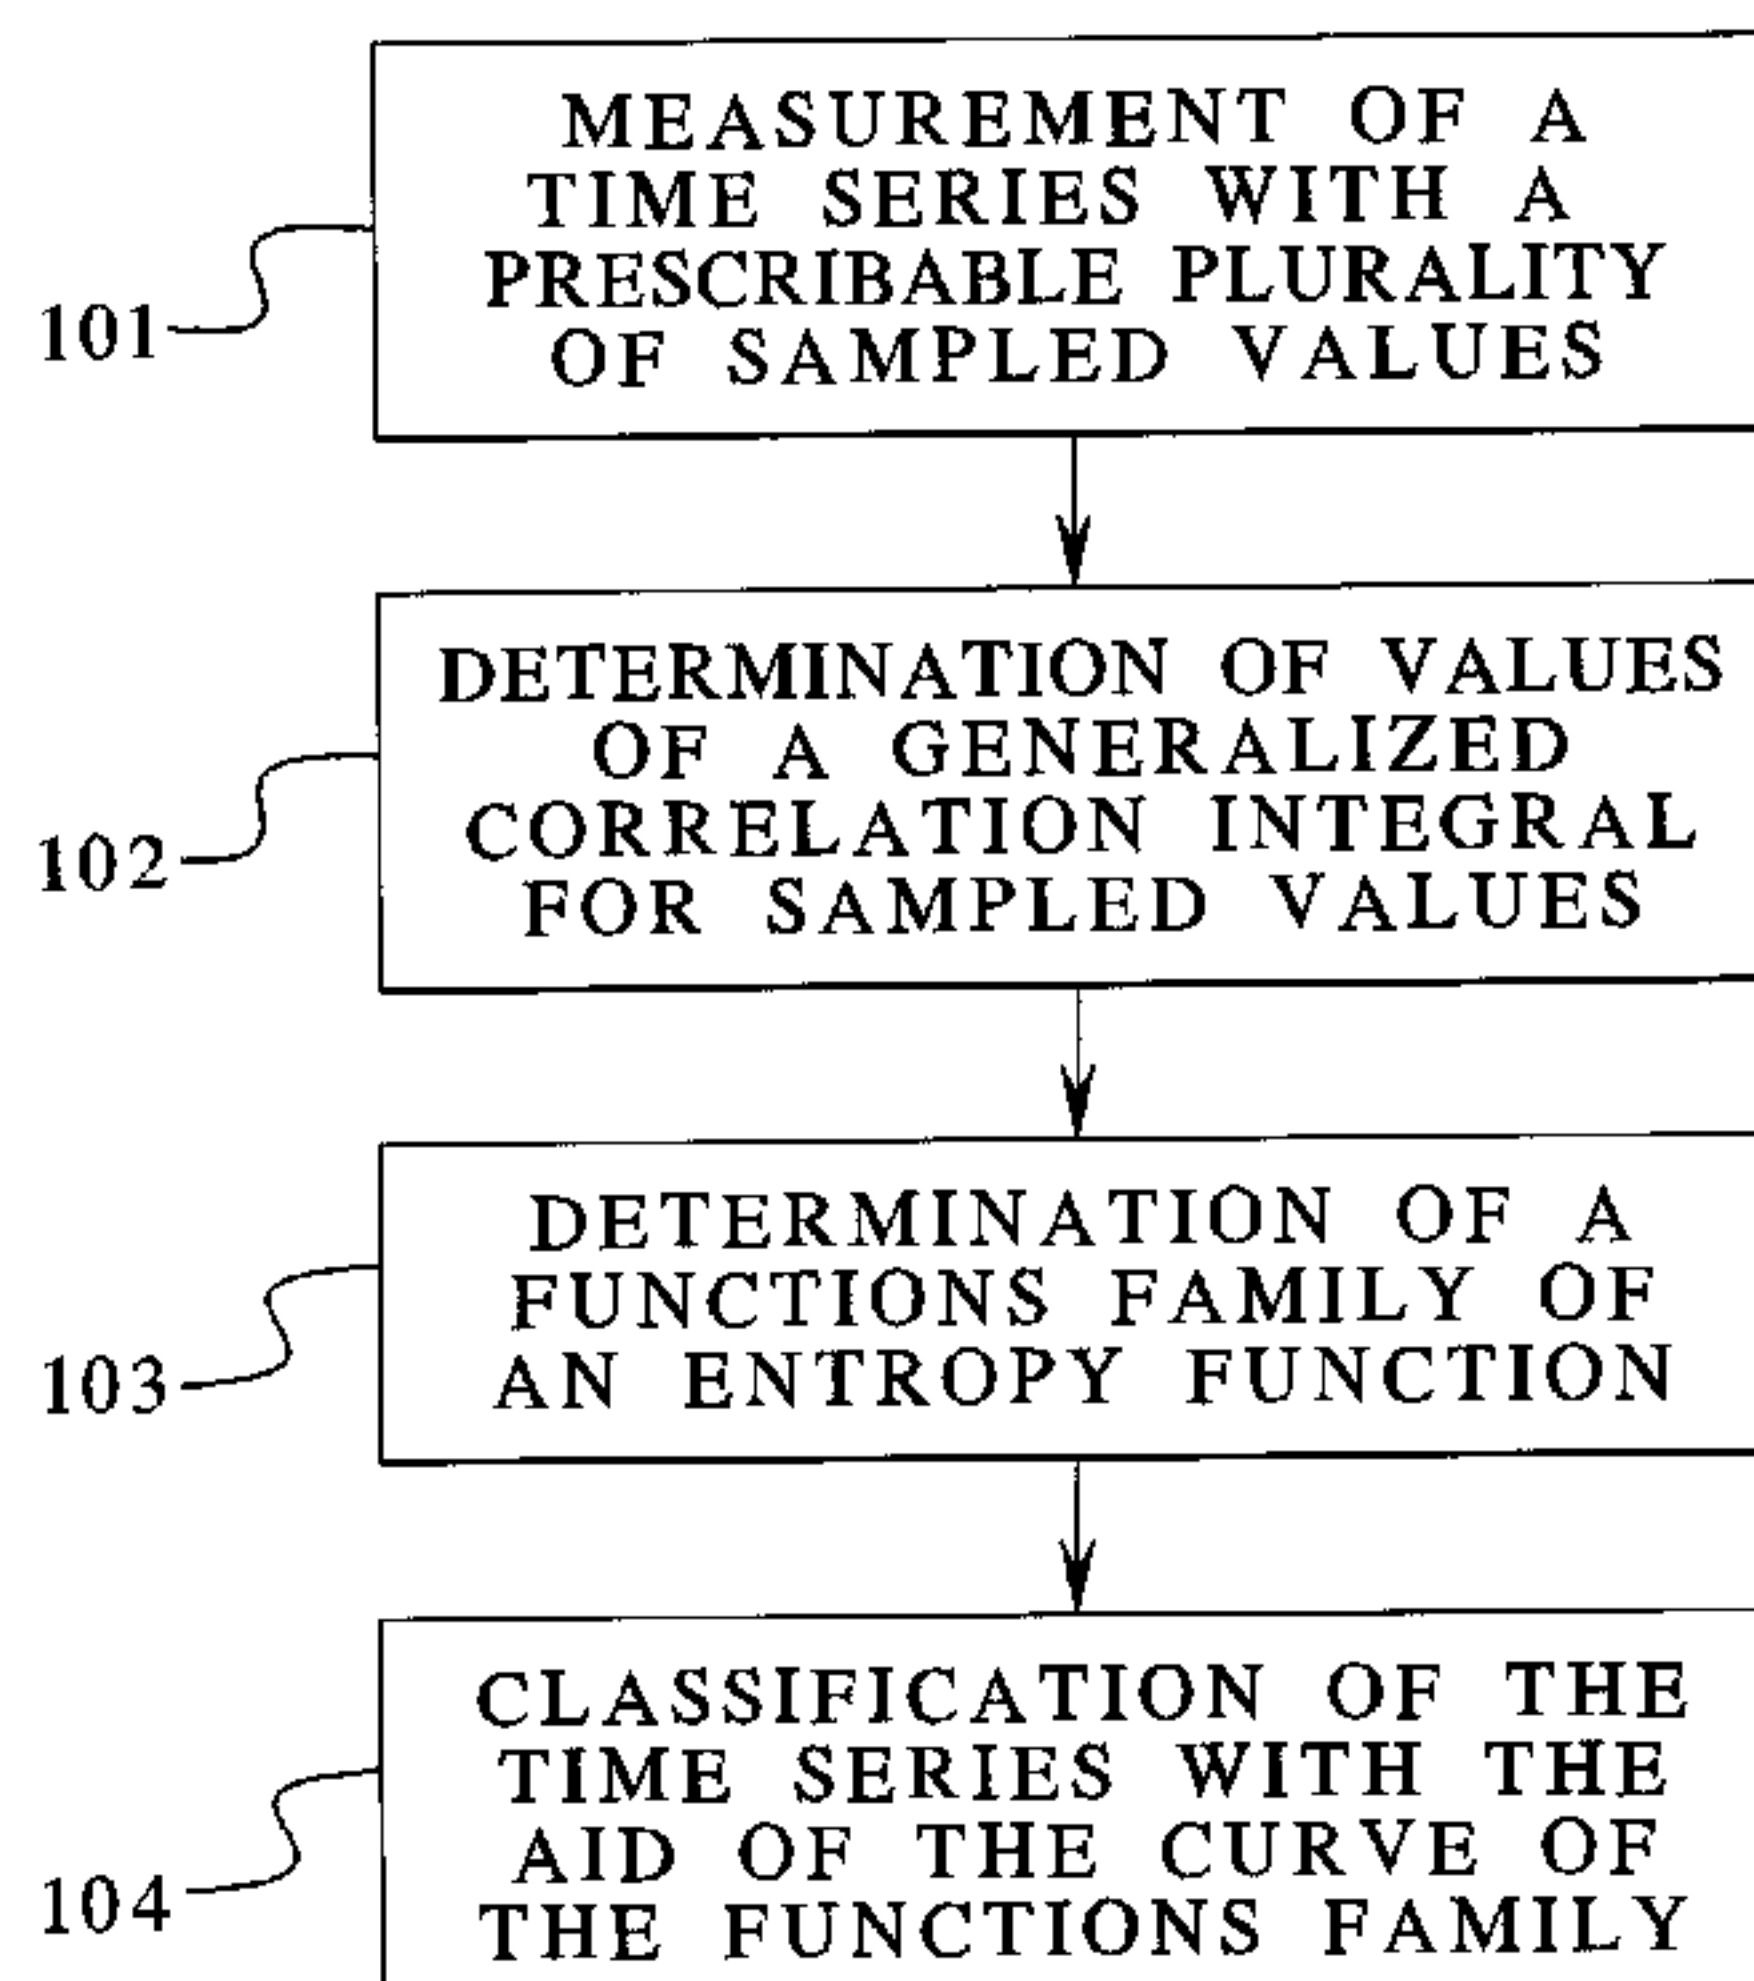 MEASUREMENT OF A
TIME SERIES WITH A
PRESCRIBABLE PLURALITY
OF SAMPLED VALUES
101
DETERMINATION OF VALUES
OF A GENERALIZED
CORRELATION INTEGRAL
FOR SAMPLED VALUES
102
DETERMINATION OF A
FUNCTIONS FAMILY OF
AN ENTROPY FUNCTION
103
CLASSIFICATION OF THE
TIME SERIES WITH THE
AID OF THE CURVE OF
THE FUNCTIONS FAMILY
104